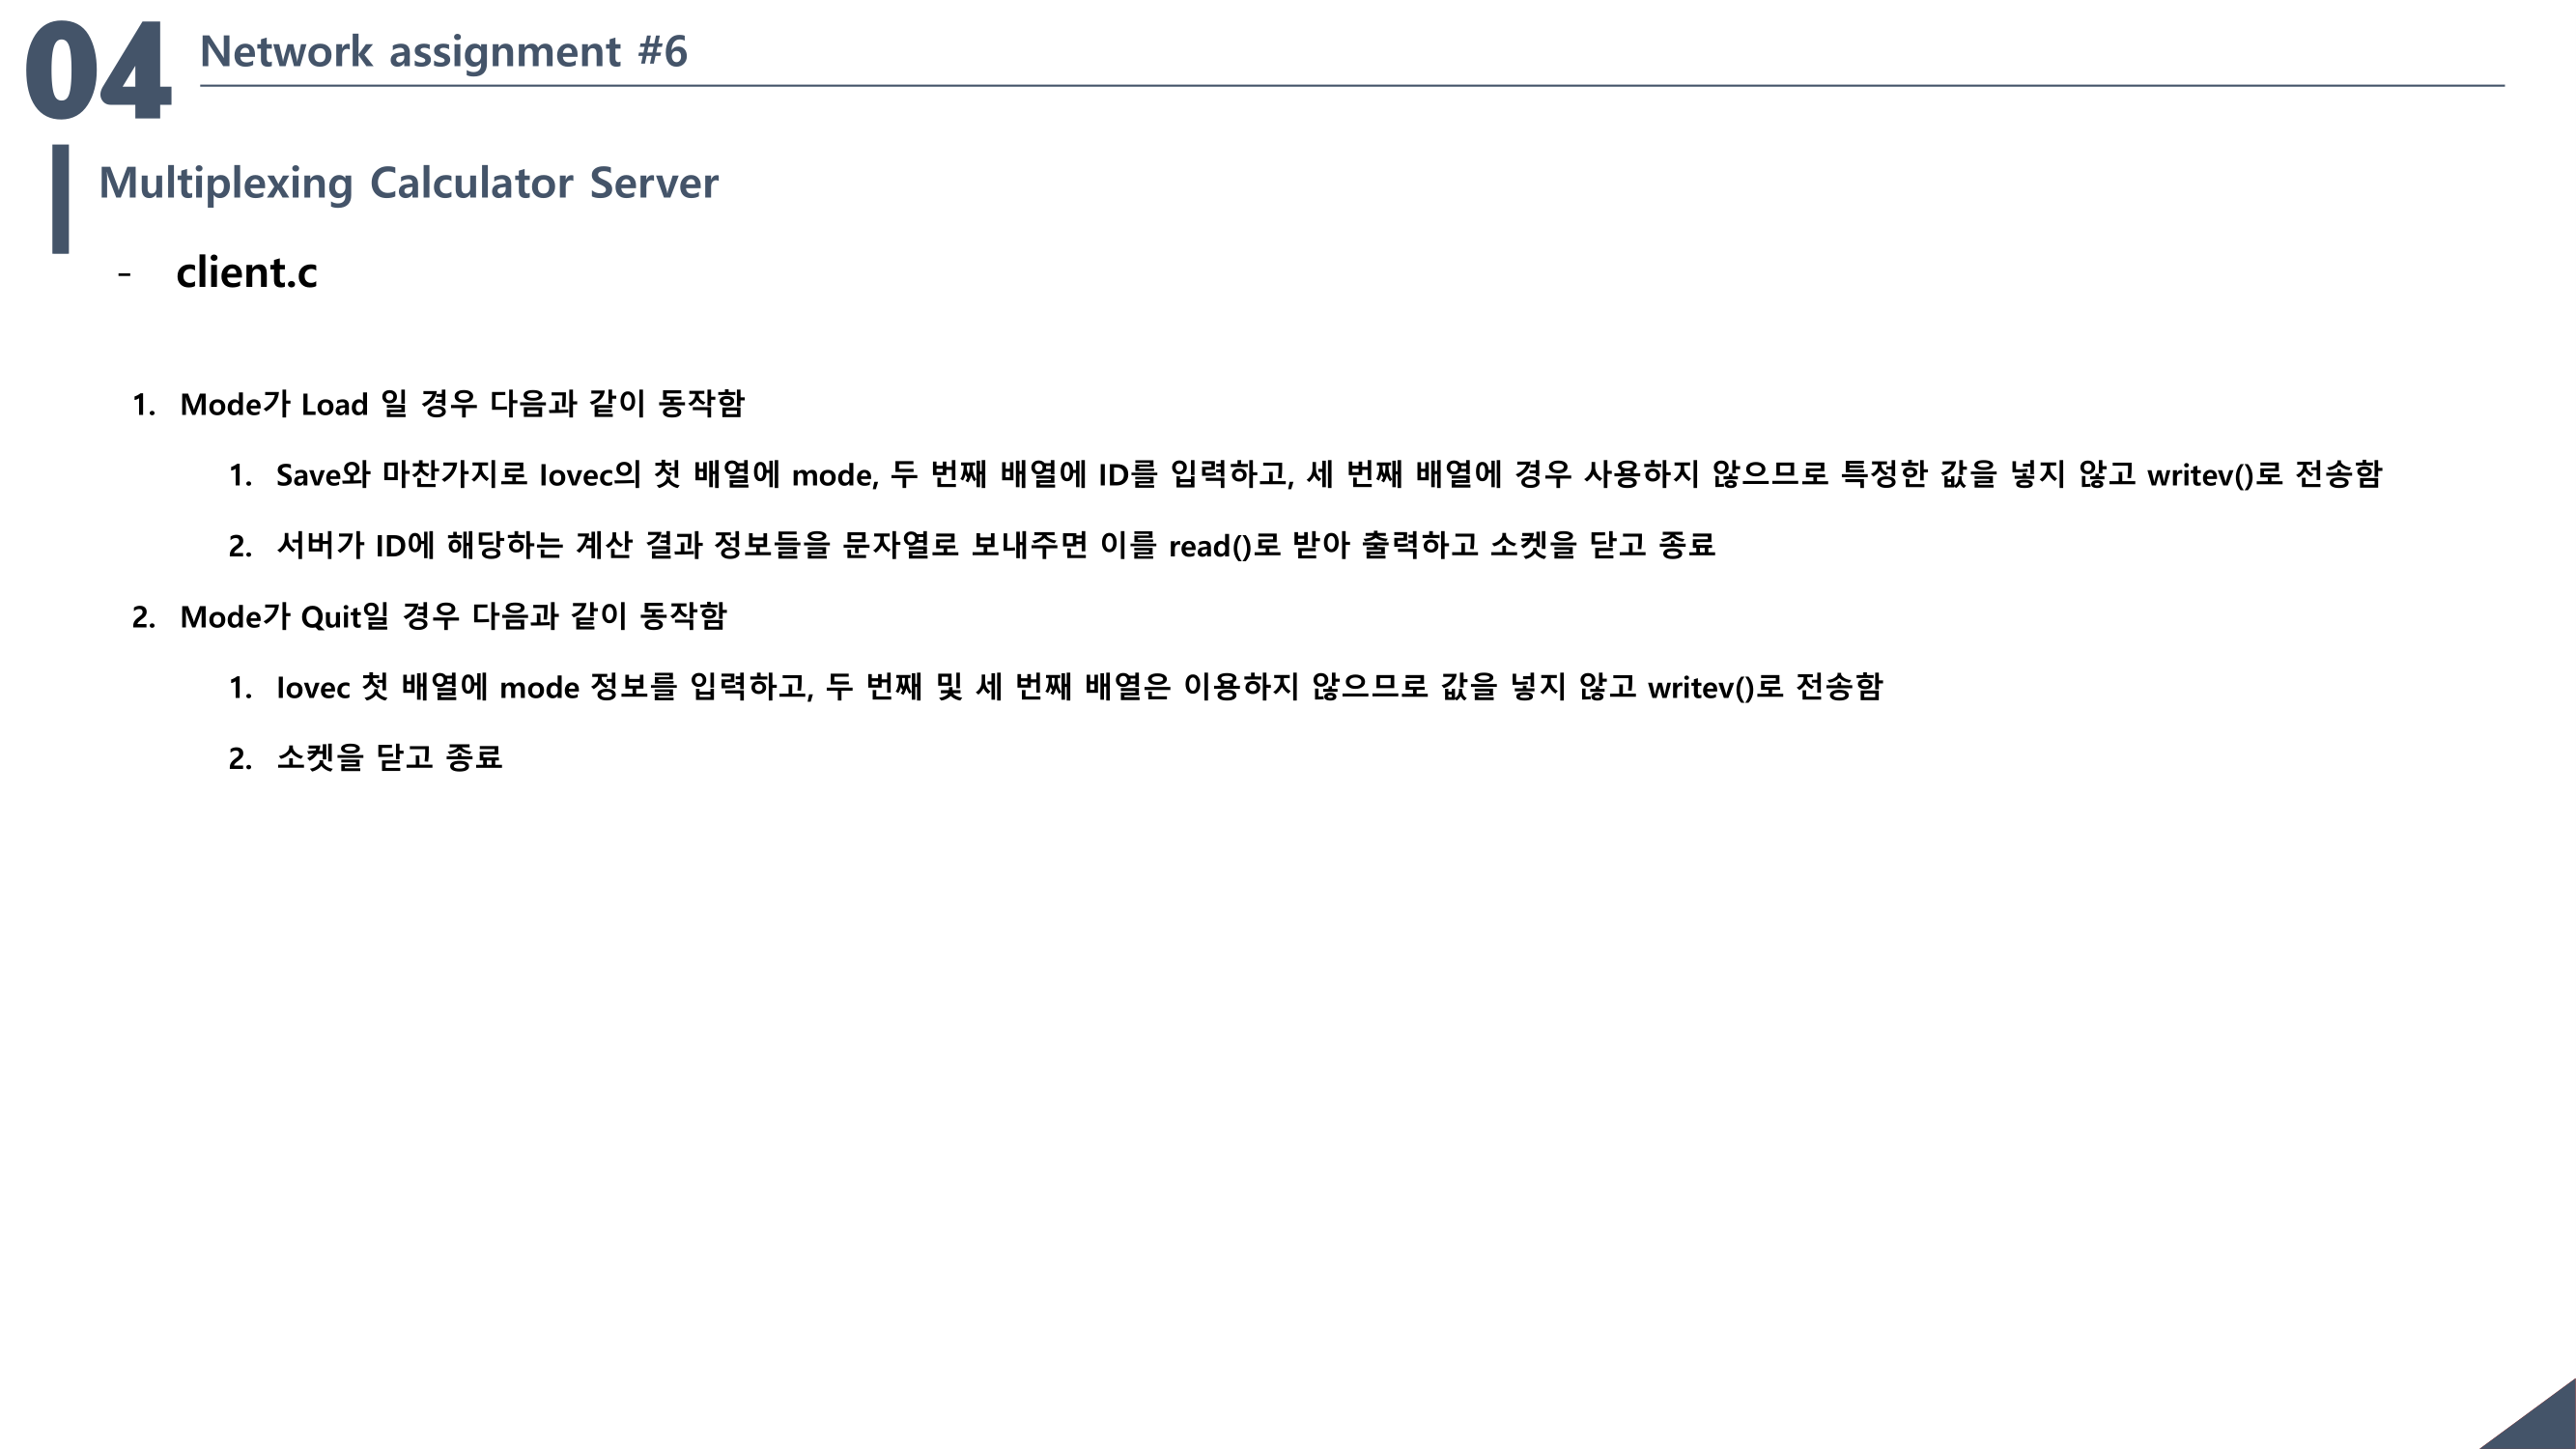 04
Network assignment #6
Multiplexing Calculator Server
- client.c
1. Mode가 Load 일 경우 다음과 같이 동작함
1. Save와 마찬가지로 Iovec의 첫 배열에 mode, 두 번째 배열에 ID를 입력하고, 세 번째 배열에 경우 사용하지 않으므로 특정한 값을 넣지 않고 writev()로 전송함
2. 서버가 ID에 해당하는 계산 결과 정보들을 문자열로 보내주면 이를 read()로 받아 출력하고 소켓을 닫고 종료
2. Mode가 Quit일 경우 다음과 같이 동작함
1. Iovec 첫 배열에 mode 정보를 입력하고, 두 번째 및 세 번째 배열은 이용하지 않으므로 값을 넣지 않고 writev()로 전송함
2. 소켓을 닫고 종료